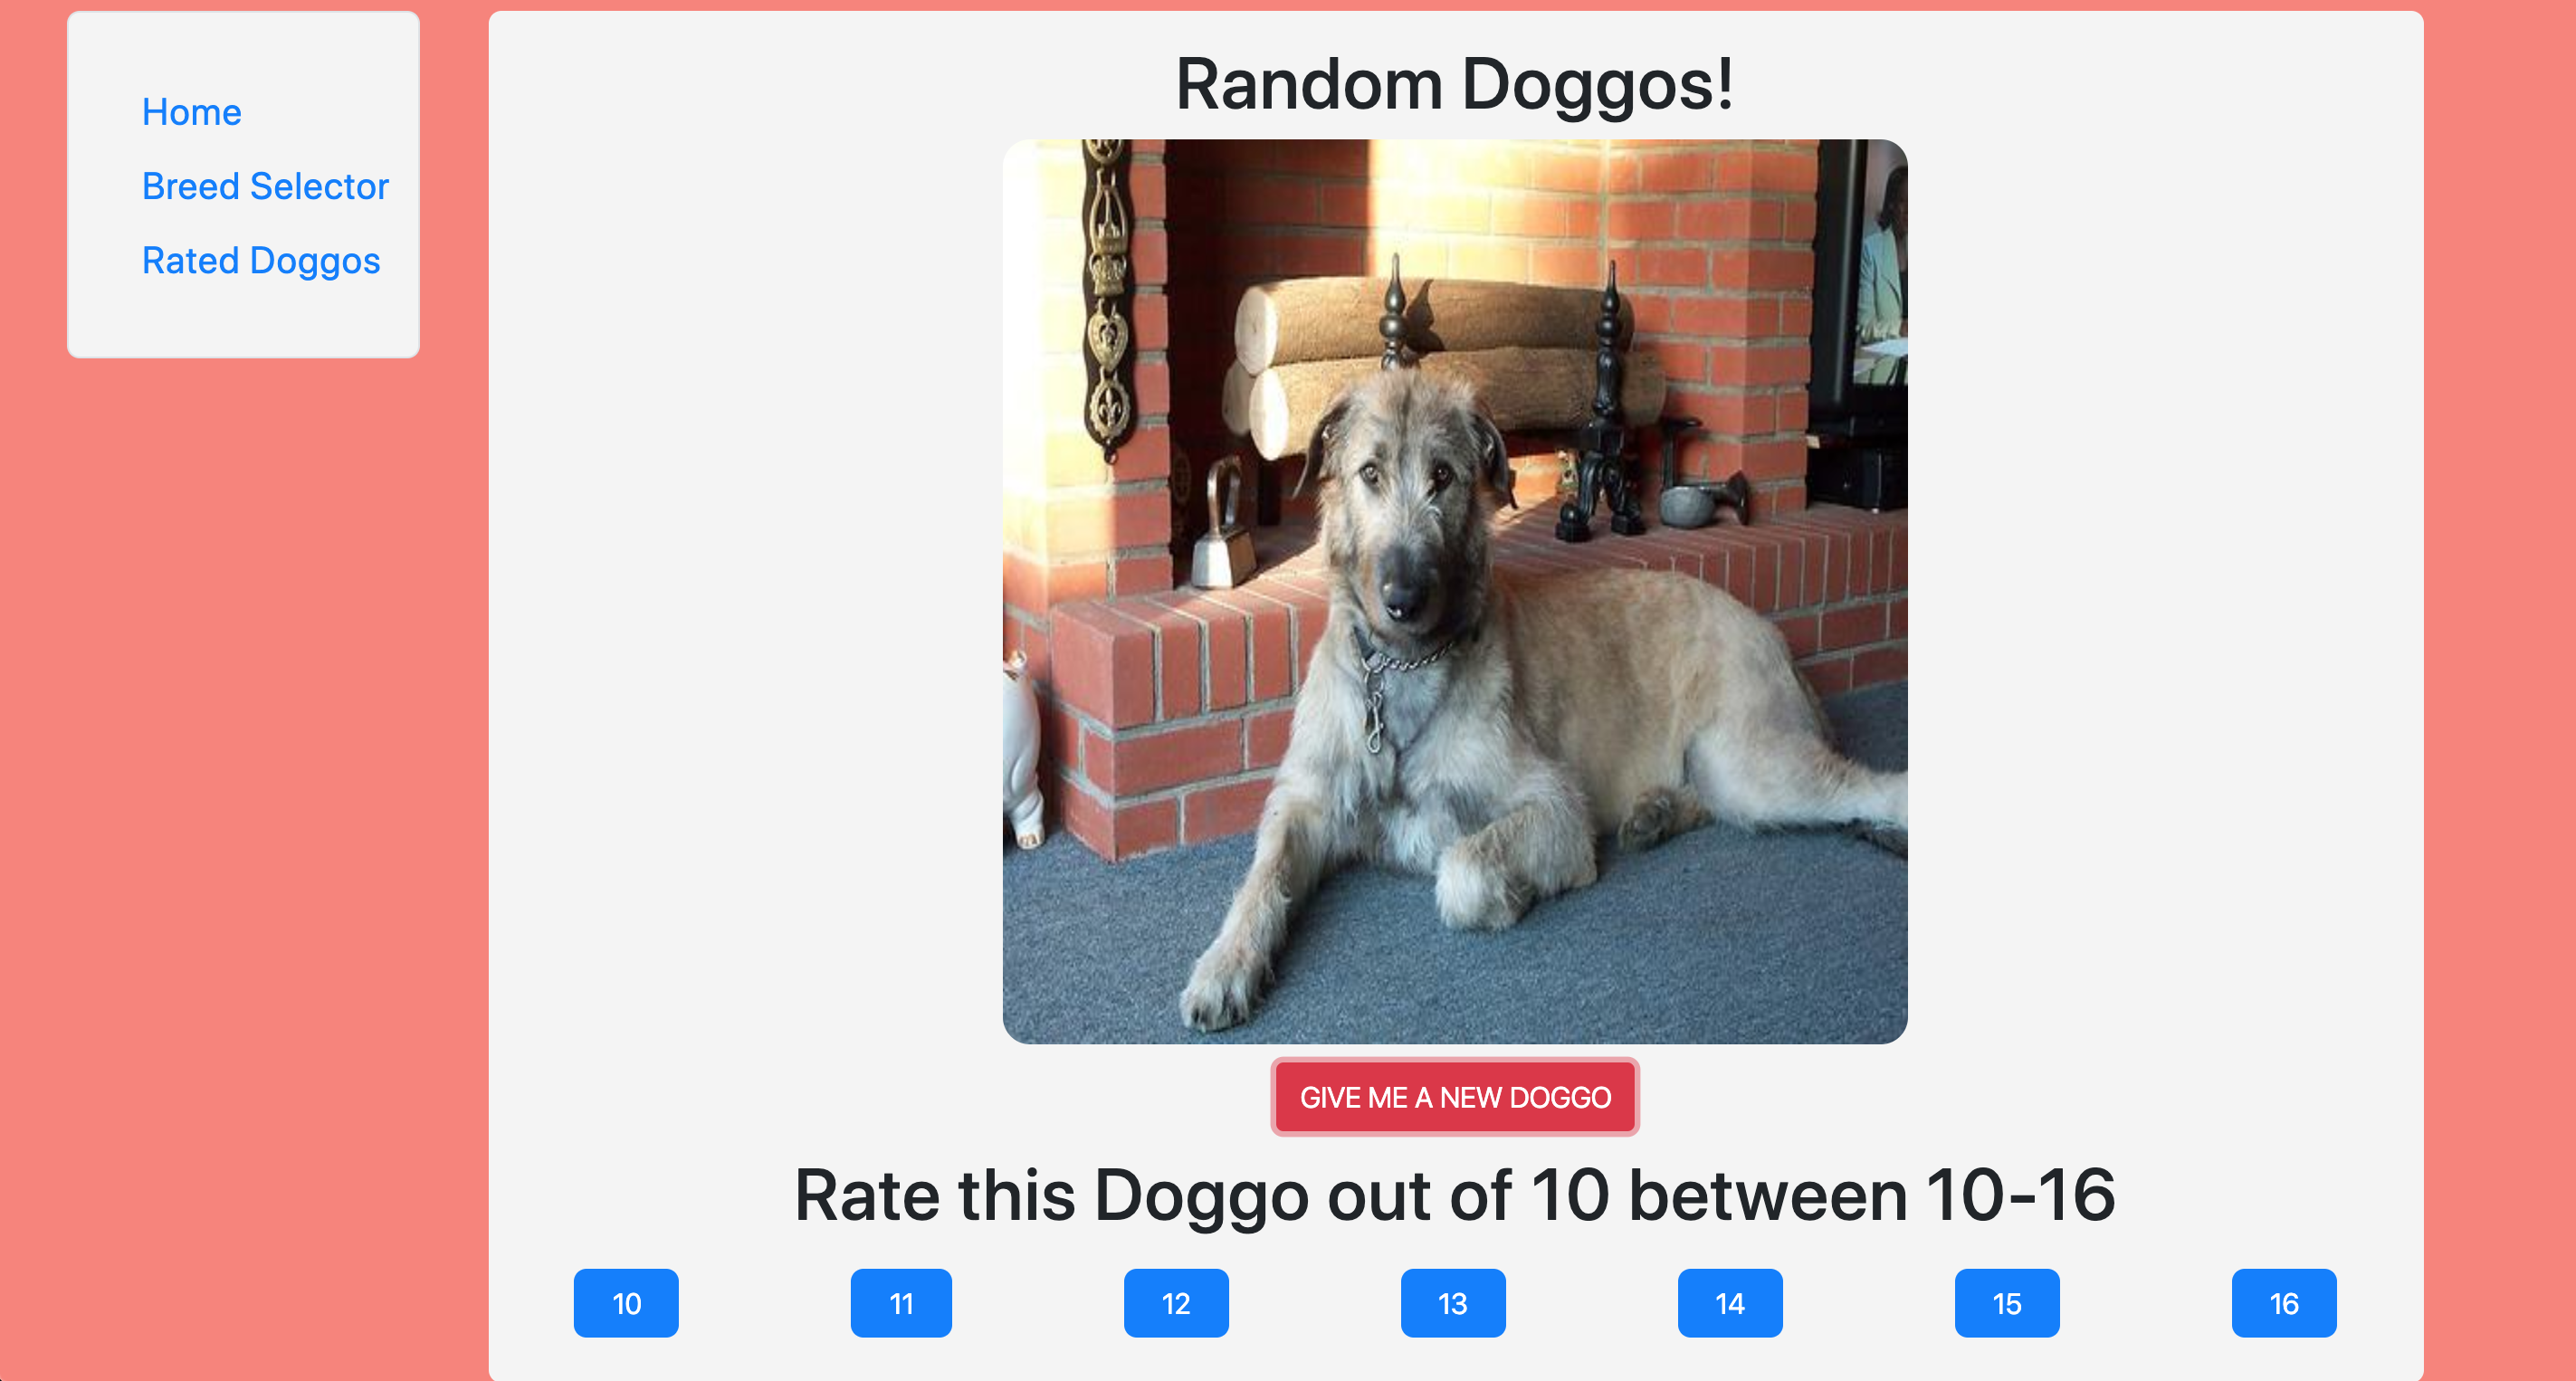 Home
Breed Selector
Rated Doggos
Random Doggos!
GIVE ME A NEW DOGGO
Rate this Doggo out of 10 between 10-16
10 11 12 13 14 15 16